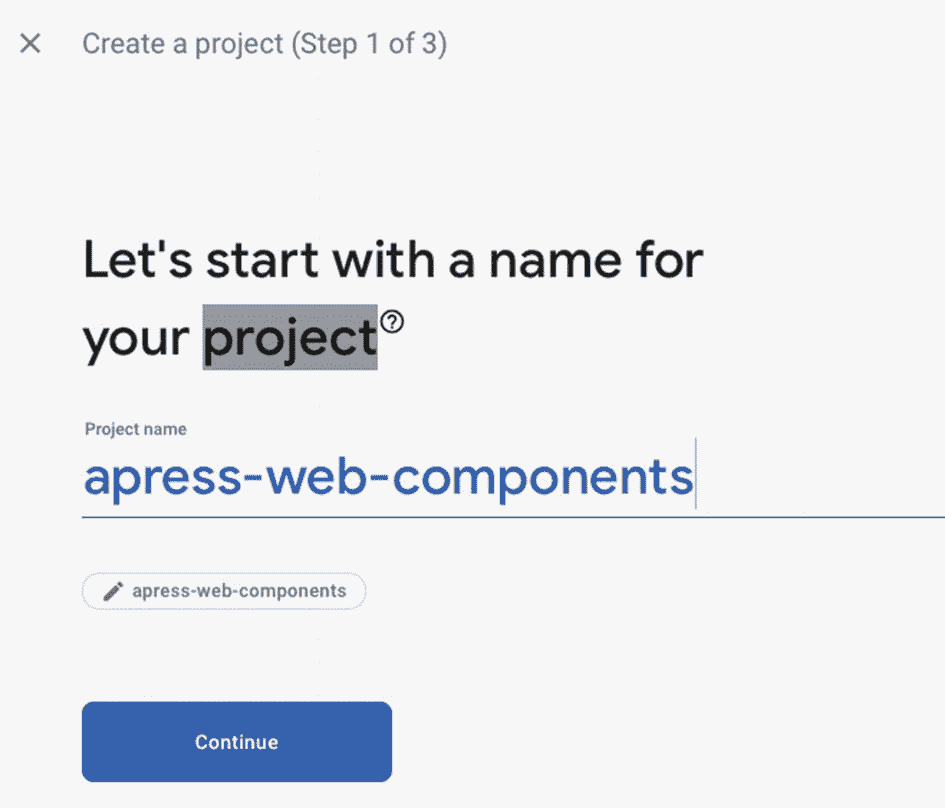 Create a project (Step 1 of 3)
Let's start with a name for
your project
Project name
apress-web-components
apress-web-components
Continue